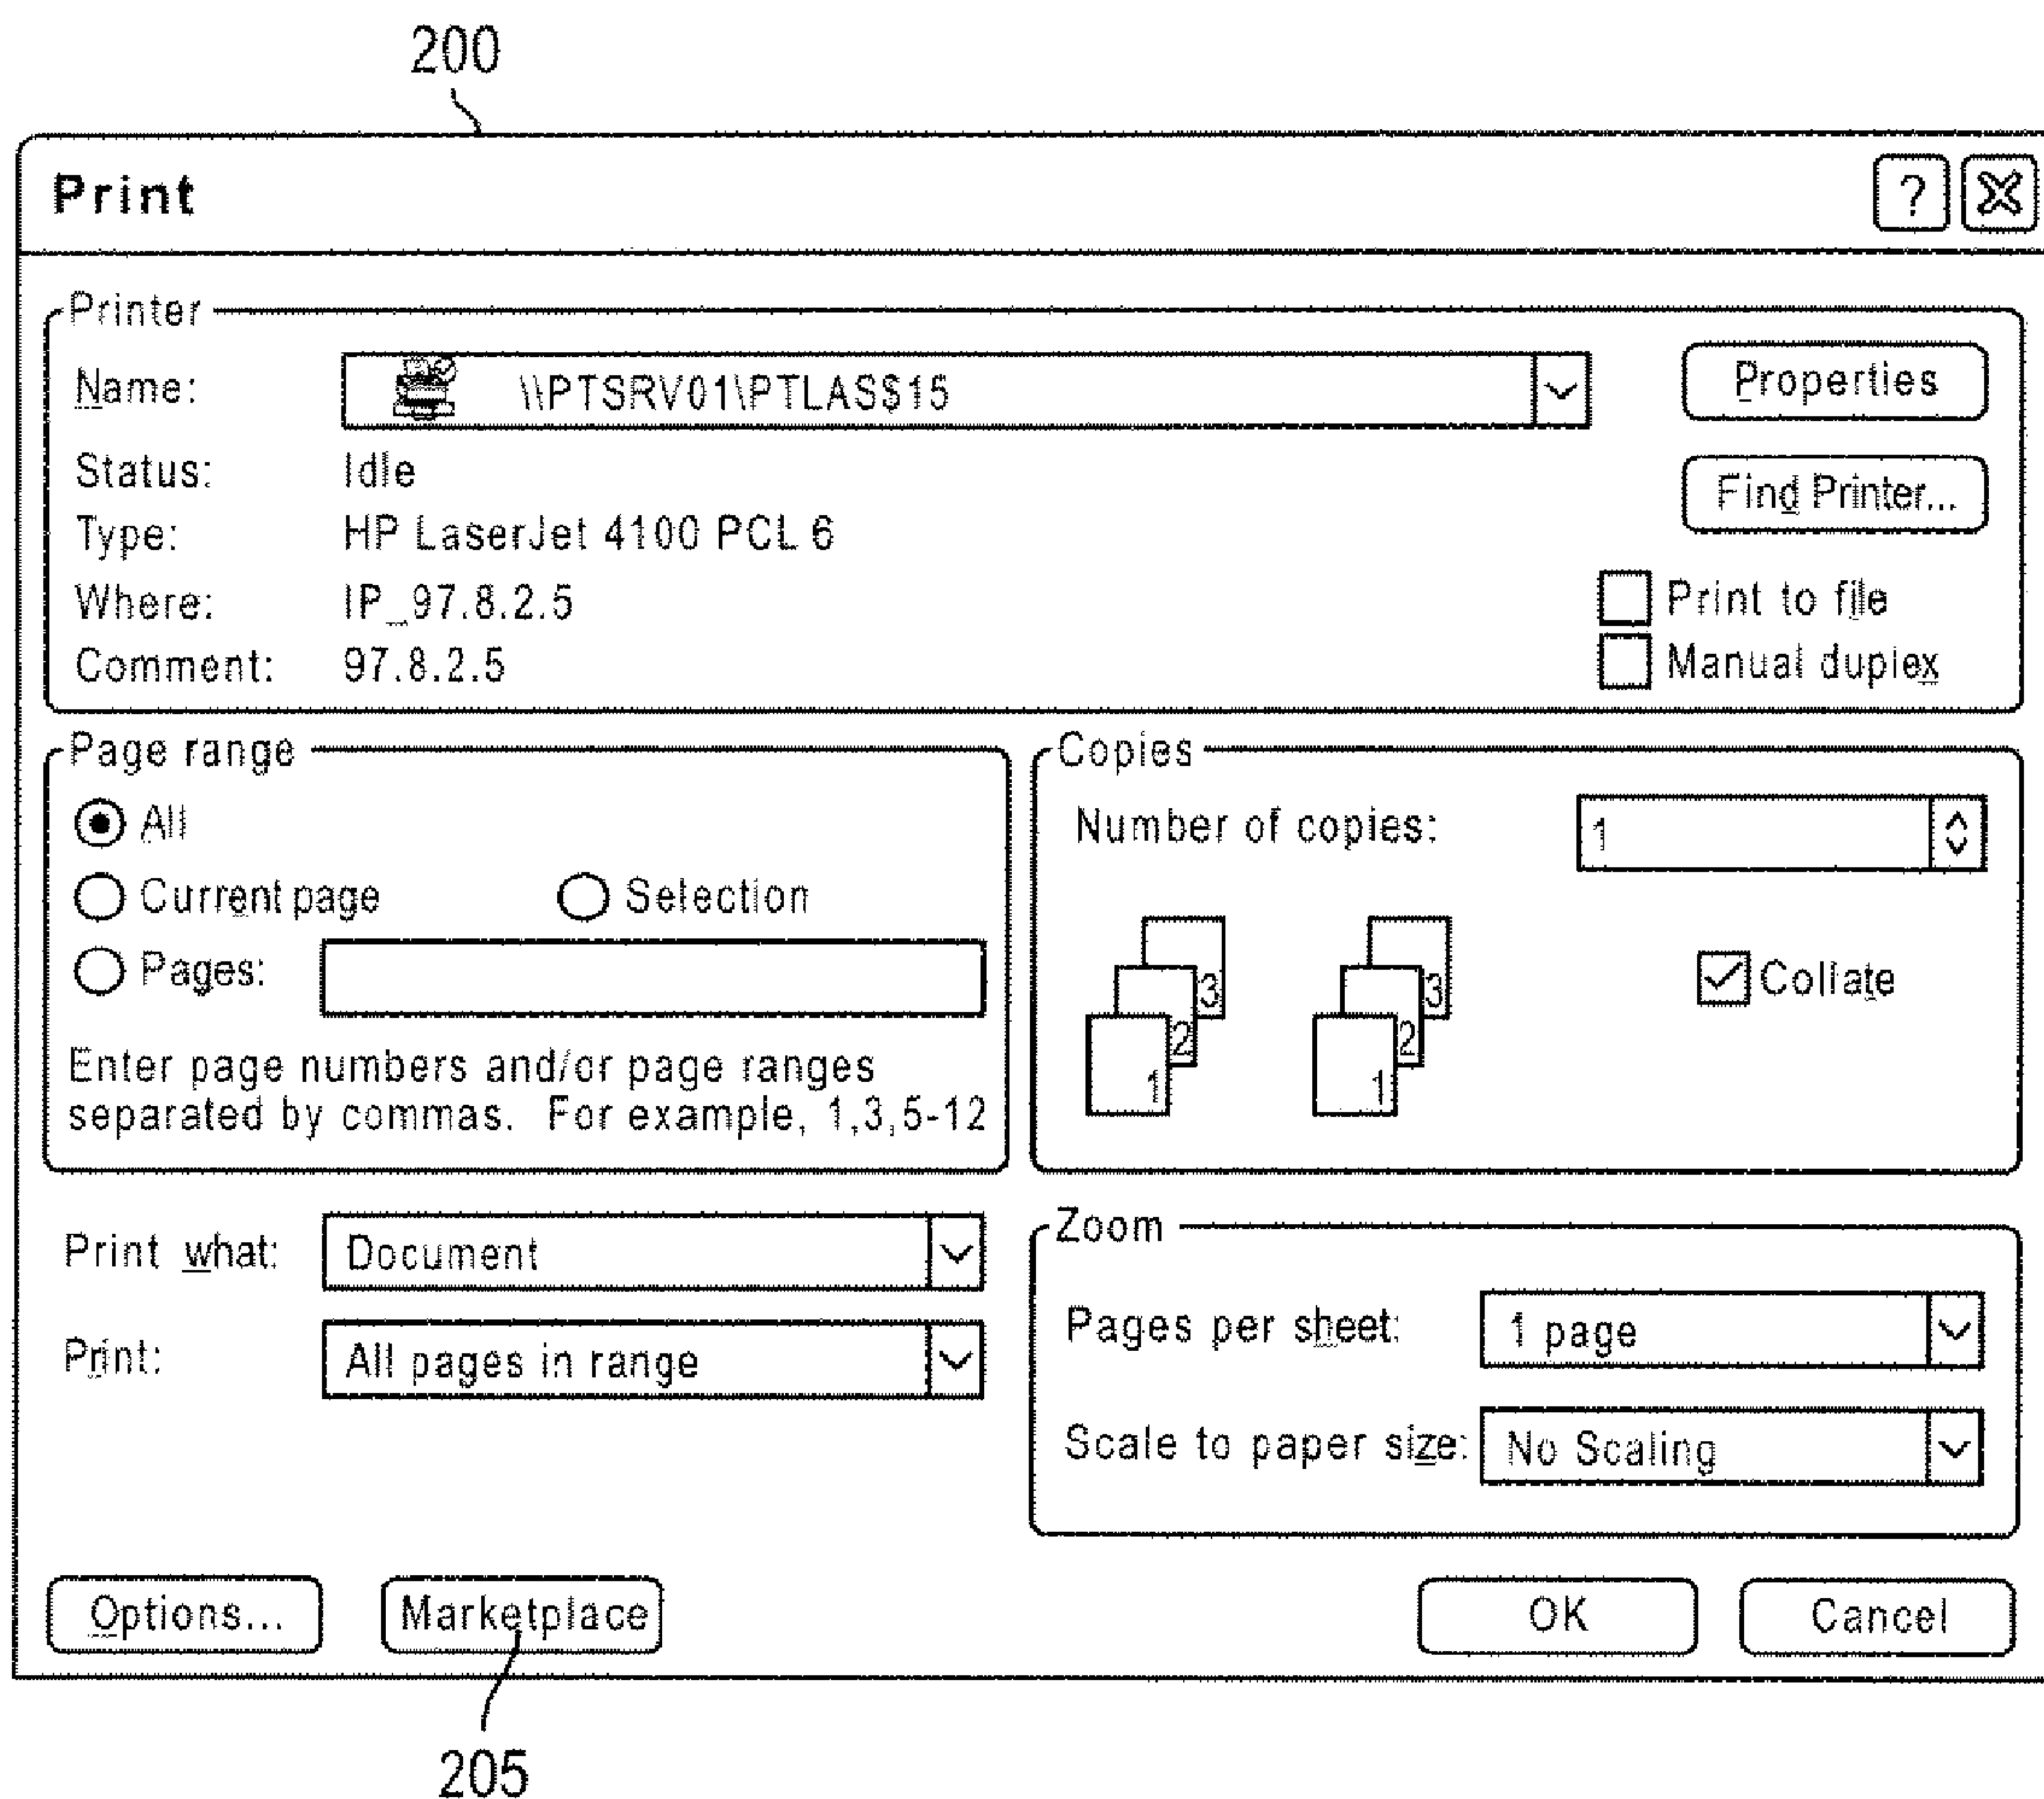 200
Print ?
Printer
Name: \\PTSRV01\PTLAS$15 Properties
Status: Idle Find Printer...
Type: HP LaserJet 4100 PCL 6
Where: IP_97.8.2.5 Print to file
Comment: 97.8.2.5 Manual duplex
Page range
All
Current page Selection
Pages:
Enter page numbers and/or page ranges
separated by commas. For example, 1,3,5-12
Copies
Number of copies: 1
3 3
2 2
1 1
Collate
Print what: Document
Print: All pages in range
Zoom
Pages per sheet: 1 page
Scale to paper size: No Scaling
Options... Marketplace OK Cancel
205